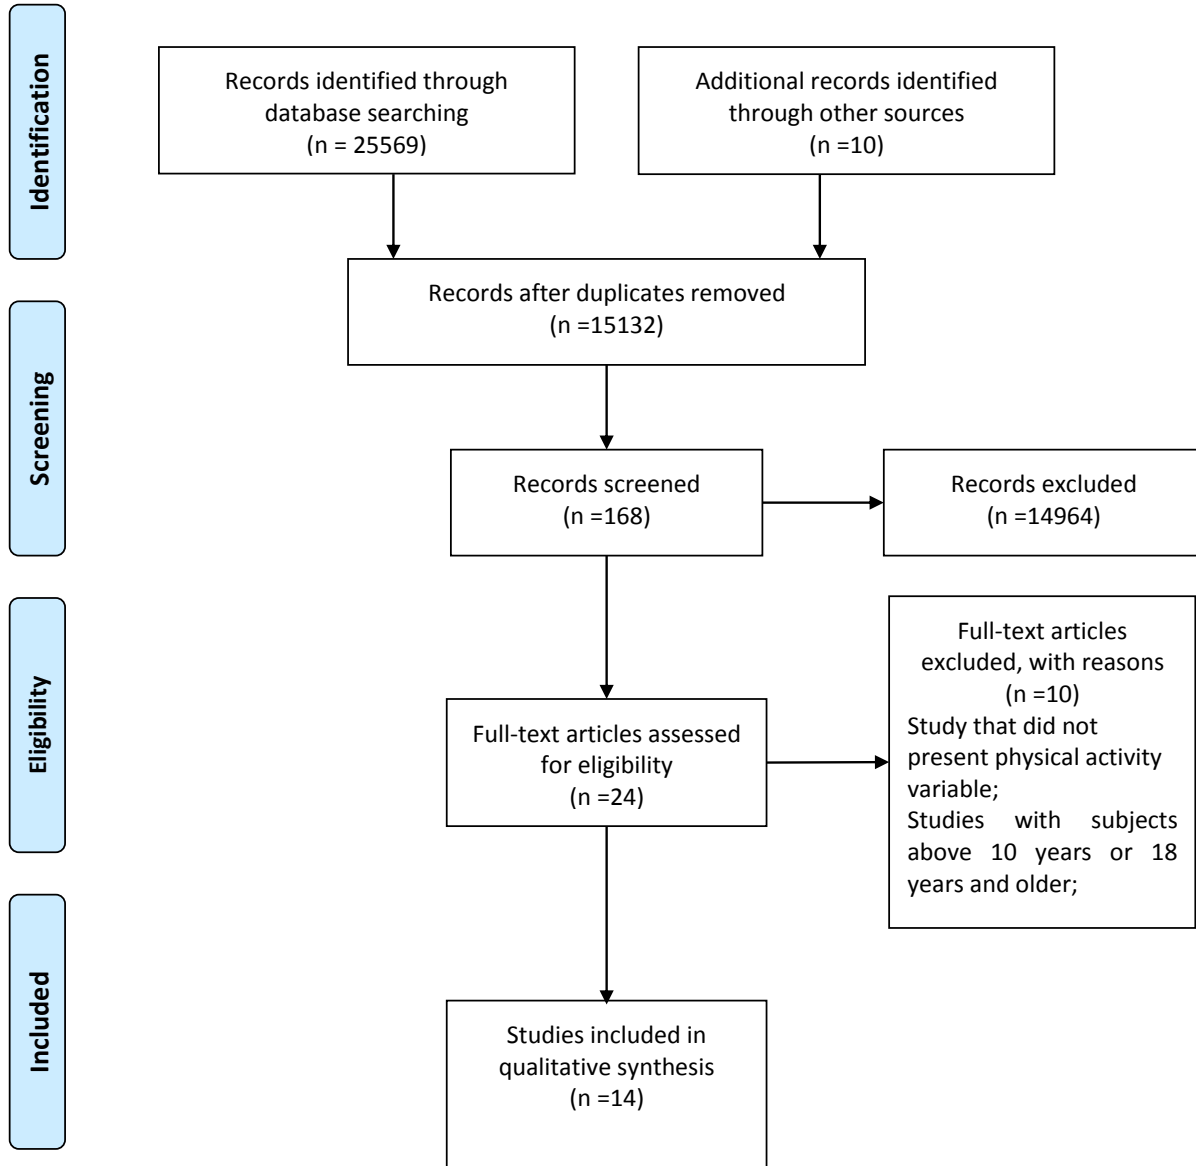 Identification
Records identified through
database searching
(n = 25569)
Additional records identified
through other sources
(n =10)
Records after duplicates removed
(n =15132)
Screening
Records screened
(n =168)
Records excluded
(n =14964)
Eligibility
Full-text articles assessed
for eligibility
(n =24)
Full-text articles
excluded, with reasons
(n =10)
Study that did not
present physical activity
variable;
Studies with subjects
above 10 years or 18
years and older;
Included
Studies included in
qualitative synthesis
(n =14)